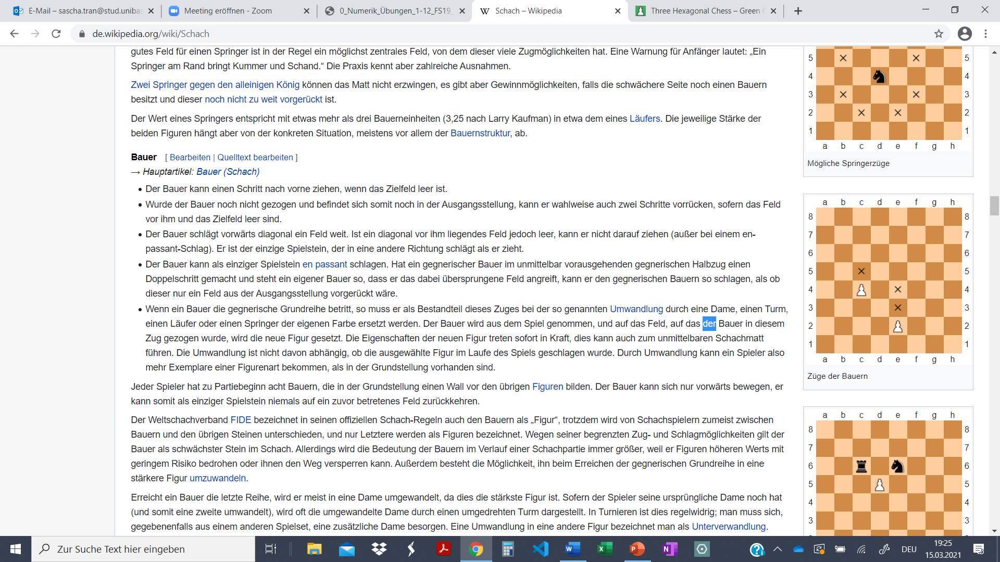 E-Mail – sascha.tran@stud.uniba
Meeting eröffnen - Zoom
0_Numerik_Übungen_1-12_FS19_
Schach – Wikipedia
Three Hexagonal Chess – Green
de.wikipedia.org/wiki/Schach
gutes Feld für einen Springer ist in der Regel ein möglichst zentrales Feld, von dem dieser viele Zugmöglichkeiten hat. Eine Warnung für Anfänger lautet: „Ein
Springer am Rand bringt Kummer und Schand.“ Die Praxis kennt aber zahlreiche Ausnahmen.
Zwei Springer gegen den alleinigen König können das Matt nicht erzwingen, es gibt aber Gewinnmöglichkeiten, falls die schwächere Seite noch einen Bauern
besitzt und dieser noch nicht zu weit vorgerückt ist.
Der Wert eines Springers entspricht mit etwas mehr als drei Bauerneinheiten (3,25 nach Larry Kaufman) in etwa dem eines Läufers. Die jeweilige Stärke der
beiden Figuren hängt aber von der konkreten Situation, meistens vor allem der Bauernstruktur, ab.
Bauer [ Bearbeiten | Quelltext bearbeiten ]
→ Hauptartikel: Bauer (Schach)
• Der Bauer kann einen Schritt nach vorne ziehen, wenn das Zielfeld leer ist.
• Wurde der Bauer noch nicht gezogen und befindet sich somit noch in der Ausgangsstellung, kann er wahlweise auch zwei Schritte vorrücken, sofern das Feld
vor ihm und das Zielfeld leer sind.
• Der Bauer schlägt vorwärts diagonal ein Feld weit. Ist ein diagonal vor ihm liegendes Feld jedoch leer, kann er nicht darauf ziehen (außer bei einem en-
passant-Schlag). Er ist der einzige Spielstein, der in eine andere Richtung schlägt als er zieht.
• Der Bauer kann als einziger Spielstein en passant schlagen. Hat ein gegnerischer Bauer im unmittelbar vorausgehenden gegnerischen Halbzug einen
Doppelschritt gemacht und steht ein eigener Bauer so, dass er das dabei übersprungene Feld angreift, kann er den gegnerischen Bauern so schlagen, als ob
dieser nur ein Feld aus der Ausgangsstellung vorgerückt wäre.
• Wenn ein Bauer die gegnerische Grundreihe betritt, so muss er als Bestandteil dieses Zuges bei der so genannten Umwandlung durch eine Dame, einen Turm,
einen Läufer oder einen Springer der eigenen Farbe ersetzt werden. Der Bauer wird aus dem Spiel genommen, und auf das Feld, auf das der Bauer in diesem
Zug gezogen wurde, wird die neue Figur gesetzt. Die Eigenschaften der neuen Figur treten sofort in Kraft, dies kann auch zum unmittelbaren Schachmatt
führen. Die Umwandlung ist nicht davon abhängig, ob die ausgewählte Figur im Laufe des Spiels geschlagen wurde. Durch Umwandlung kann ein Spieler also
mehr Exemplare einer Figurenart bekommen, als in der Grundstellung vorhanden sind.
Jeder Spieler hat zu Partiebeginn acht Bauern, die in der Grundstellung einen Wall vor den übrigen Figuren bilden. Der Bauer kann sich nur vorwärts bewegen, er
kann somit als einziger Spielstein niemals auf ein zuvor betretenes Feld zurückkehren.
Der Weltschachverband FIDE bezeichnet in seinen offiziellen Schach-Regeln auch den Bauern als „Figur“, trotzdem wird von Schachspielern zumeist zwischen
Bauern und den übrigen Steinen unterschieden, und nur Letztere werden als Figuren bezeichnet. Wegen seiner begrenzten Zug- und Schlagmöglichkeiten gilt der
Bauer als schwächster Stein im Schach. Allerdings wird die Bedeutung der Bauern im Verlauf einer Schachpartie immer größer, weil er Figuren höheren Werts mit
geringem Risiko bedrohen oder ihnen den Weg versperren kann. Außerdem besteht die Möglichkeit, ihn beim Erreichen der gegnerischen Grundreihe in eine
stärkere Figur umzuwandeln.
Erreicht ein Bauer die letzte Reihe, wird er meist in eine Dame umgewandelt, da dies die stärkste Figur ist. Sofern der Spieler seine ursprüngliche Dame noch hat
(und somit eine zweite umwandelt), wird oft die umgewandelte Dame durch einen umgedrehten Turm dargestellt. In Turnieren ist dies regelwidrig; man muss sich,
gegebenenfalls aus einem anderen Spielset, eine zusätzliche Dame besorgen. Eine Umwandlung in eine andere Figur bezeichnet man als Unterverwandlung.
5 5
4 4
3 3
2 2
1 1
a b c d e f g h
Mögliche Springerzüge
a b c d e f g h
8 8
7 7
6 6
5 5
4 4
3 3
2 2
1 1
a b c d e f g h
Züge der Bauern
a b c d e f g h
8 8
7 7
6 6
5 5
4 4
3 3
Zur Suche Text hier eingeben
DEU
19:25
15.03.2021